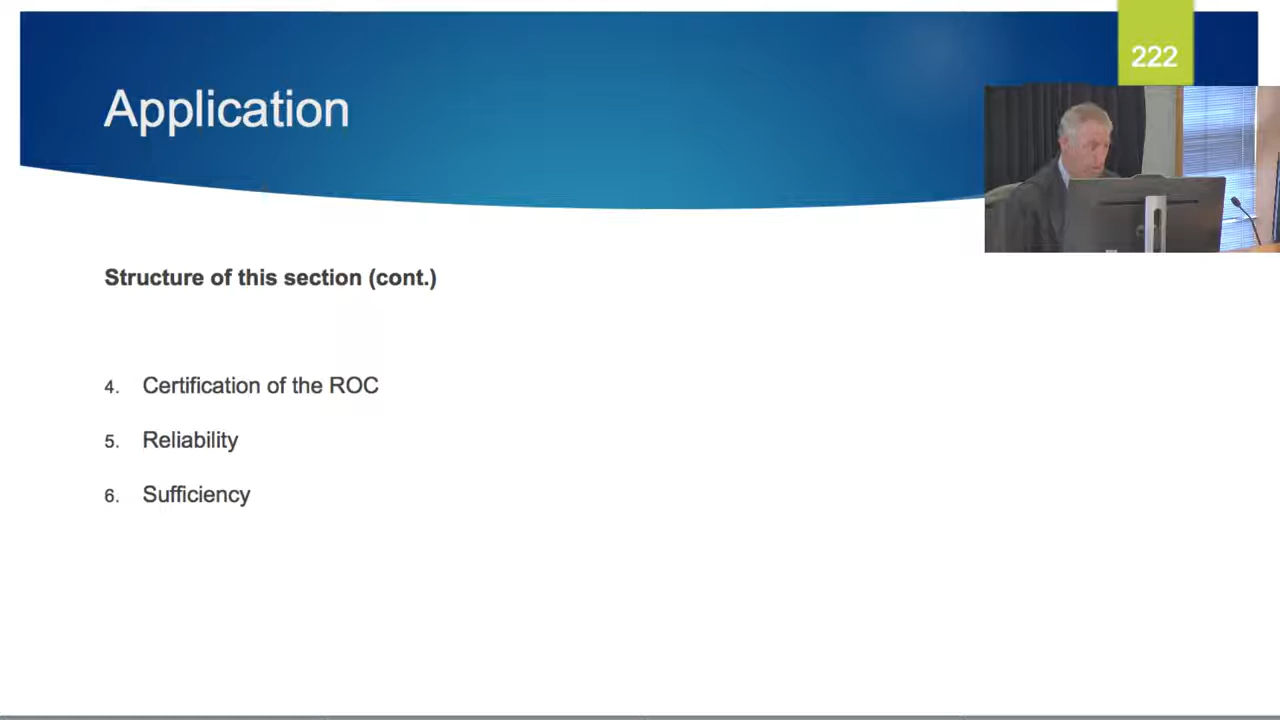 222
Application
Structure of this section (cont.)
4. Certification of the ROC
5. Reliability
6. Sufficiency